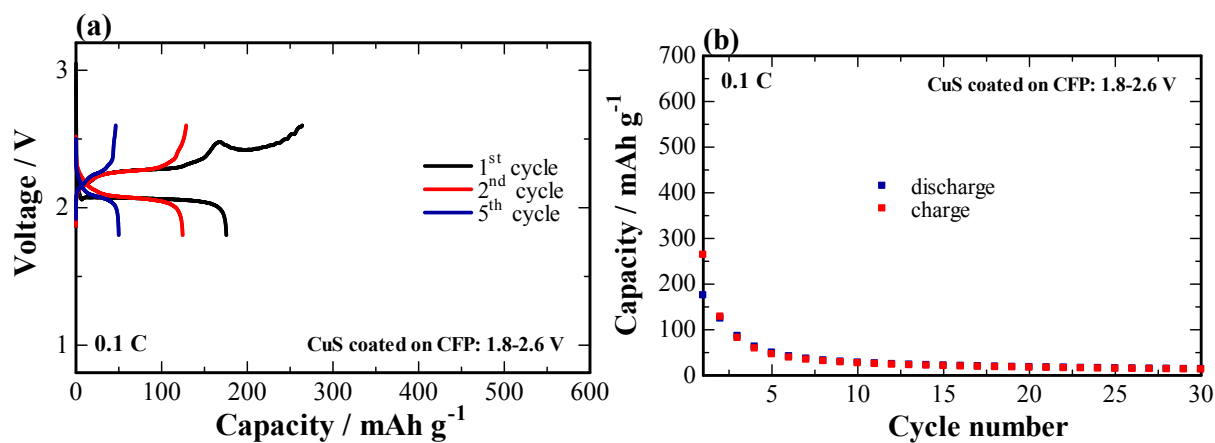 (a)
3
2
1
Voltage / V
1st cycle
2nd cycle
5th cycle
0.1 C
CuS coated on CFP: 1.8-2.6 V
0 100 200 300 400 500 600
Capacity / mAh g-1
(b)
700
600
500
400
300
200
100
0
Capacity / mAh g-1
0.1 C
CuS coated on CFP: 1.8-2.6 V
discharge
charge
5 10 15 20 25 30
Cycle number